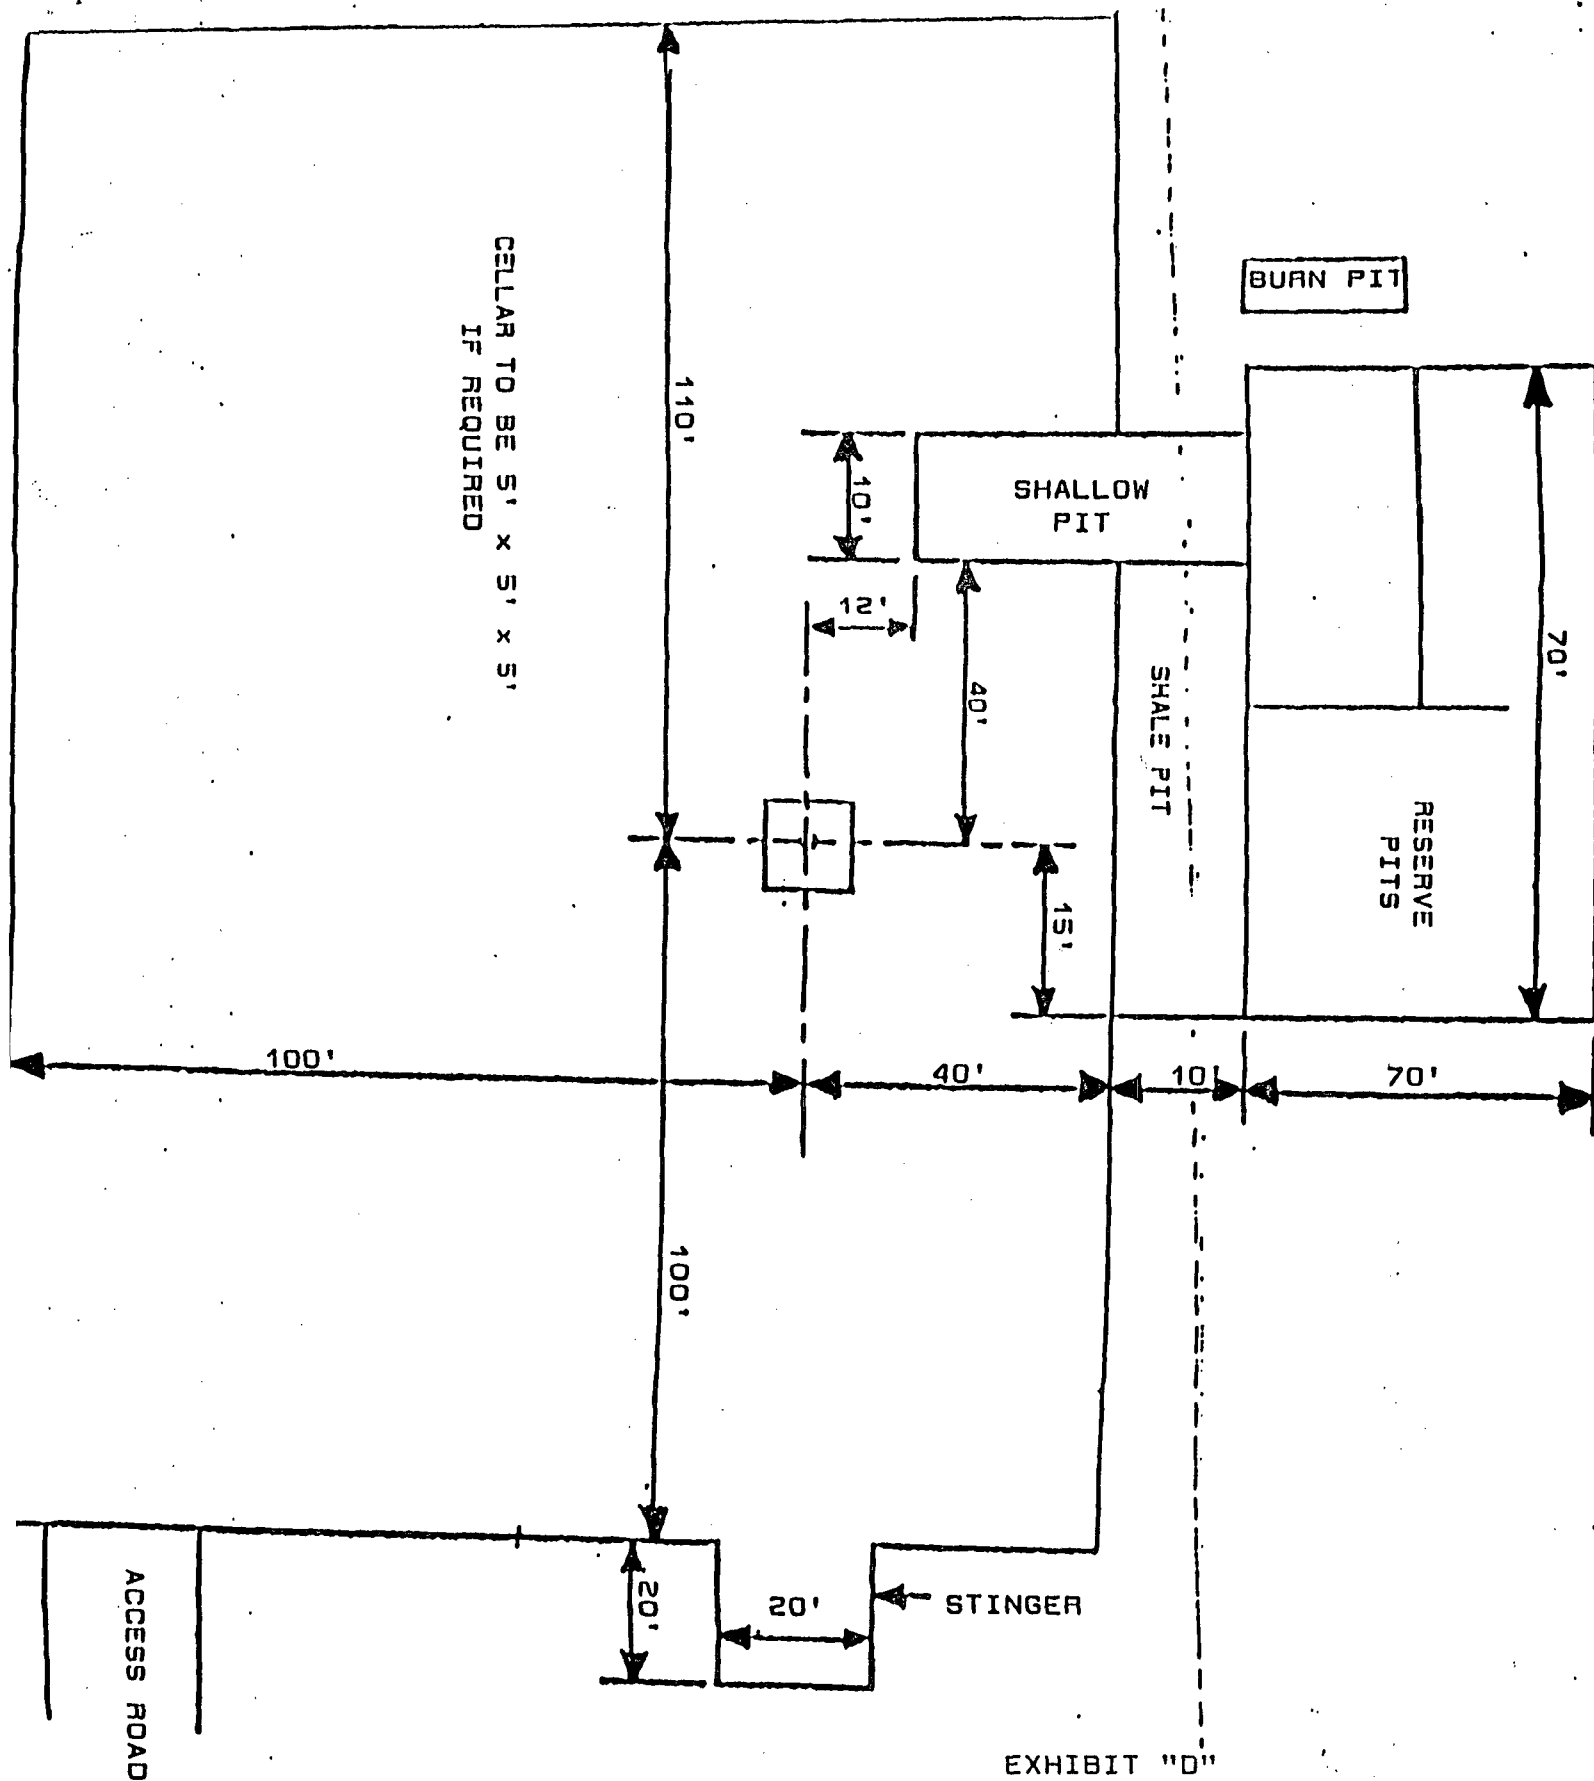 BURN PIT
CELLAR TO BE 5' x 5' x 5'
IF REQUIRED
110'
10'
SHALLOW
PIT
12'
40'
70'
SHALE PIT
RESERVE
PITS
15'
100'
40'
10'
70'
100'
20'
20'
STINGER
ACCESS ROAD
EXHIBIT "D"